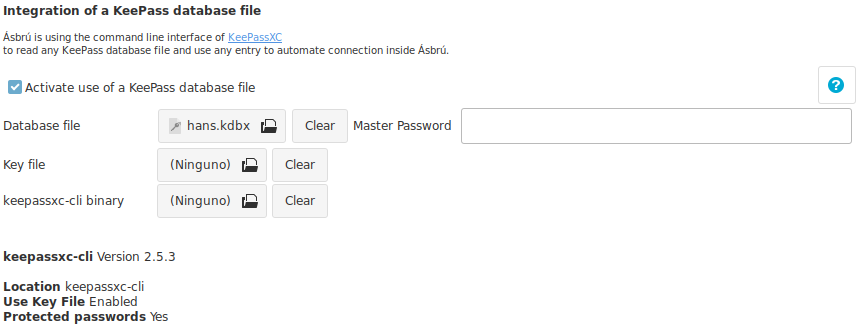 Integration of a KeePass database file
Ásbrú is using the command line interface of KeePassXC
to read any KeePass database file and use any entry to automate connection inside Ásbrú.
Activate use of a KeePass database file
?
Database file hans.kdbx Clear Master Password
Key file (Ninguno) Clear
keepassxc-cli binary (Ninguno) Clear
keepassxc-cli Version 2.5.3
Location keepassxc-cli
Use Key File Enabled
Protected passwords Yes